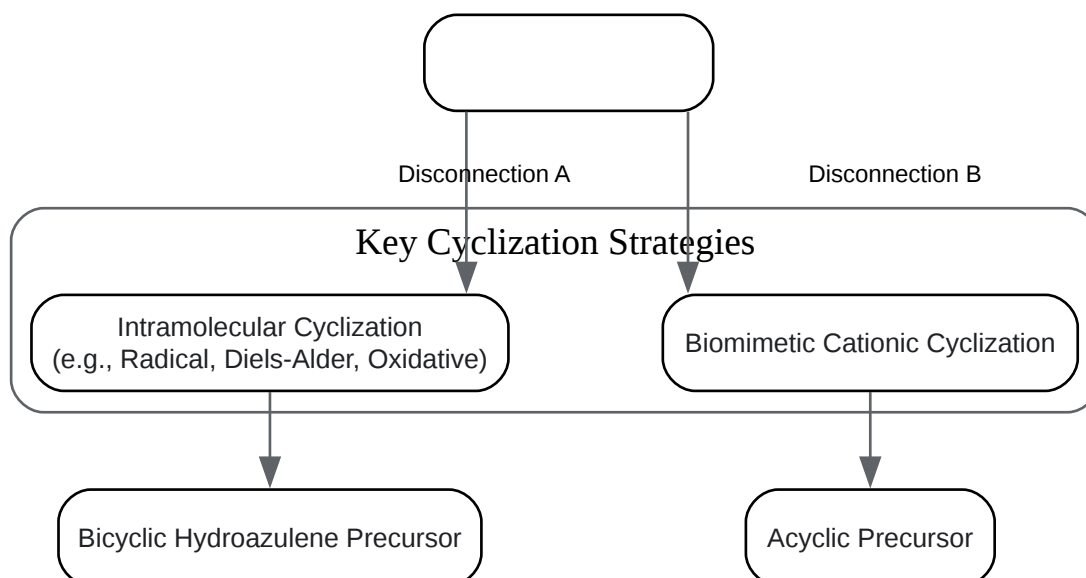 Disconnection A
Disconnection B
Key Cyclization Strategies
Intramolecular Cyclization
(e.g., Radical, Diels-Alder, Oxidative)
Biomimetic Cationic Cyclization
Bicyclic Hydroazulene Precursor
Acyclic Precursor